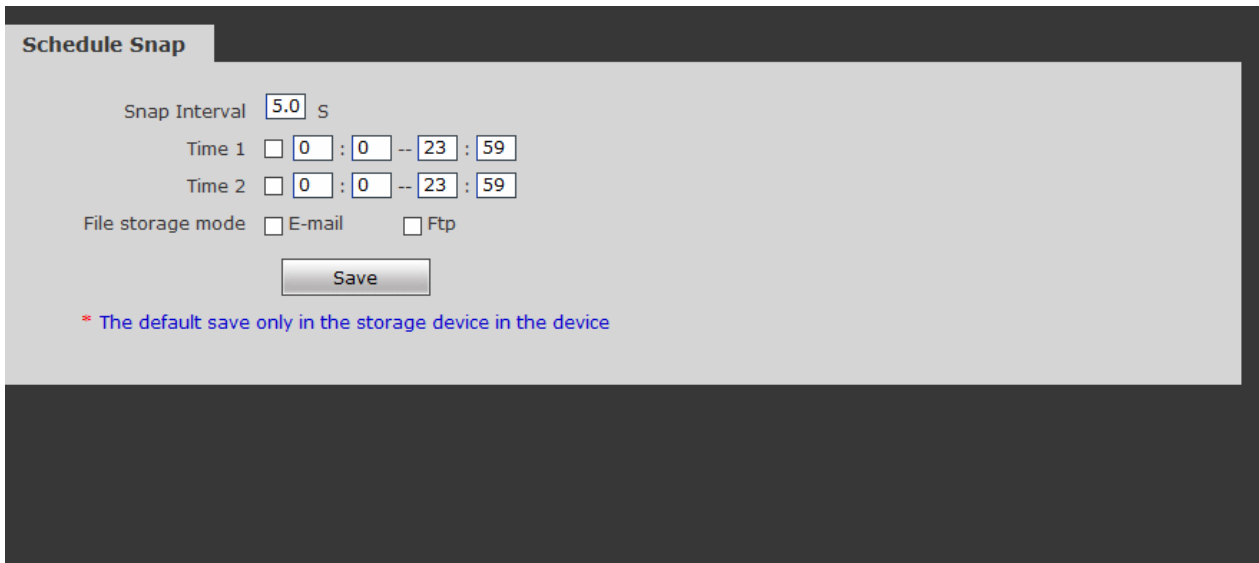 Schedule Snap
Snap Interval 5.0 S
Time 1 0 : 0 -- 23 : 59
Time 2 0 : 0 -- 23 : 59
File storage mode E-mail Ftp
Save
* The default save only in the storage device in the device